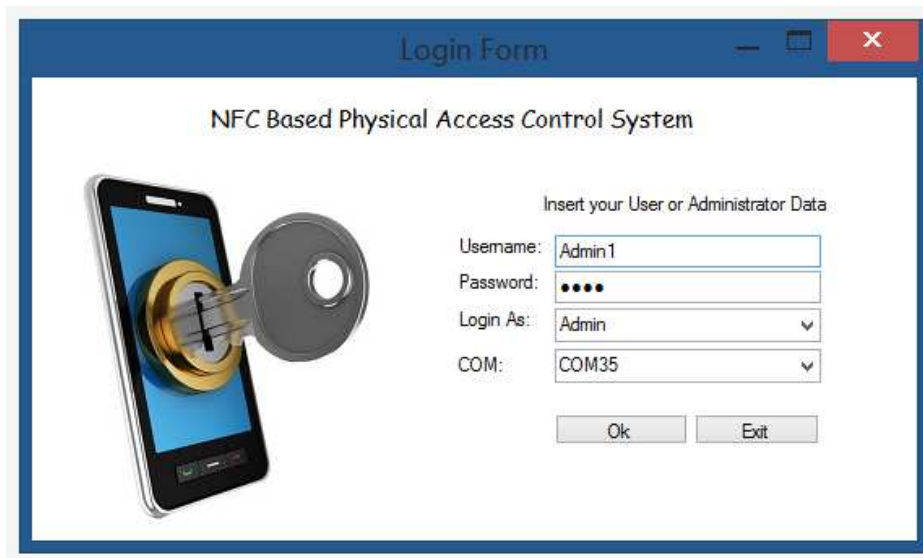 Login Form
NFC Based Physical Access Control System
Insert your User or Administrator Data
Username: Admin1
Password: ••••
Login As: Admin
COM: COM35
Ok Exit